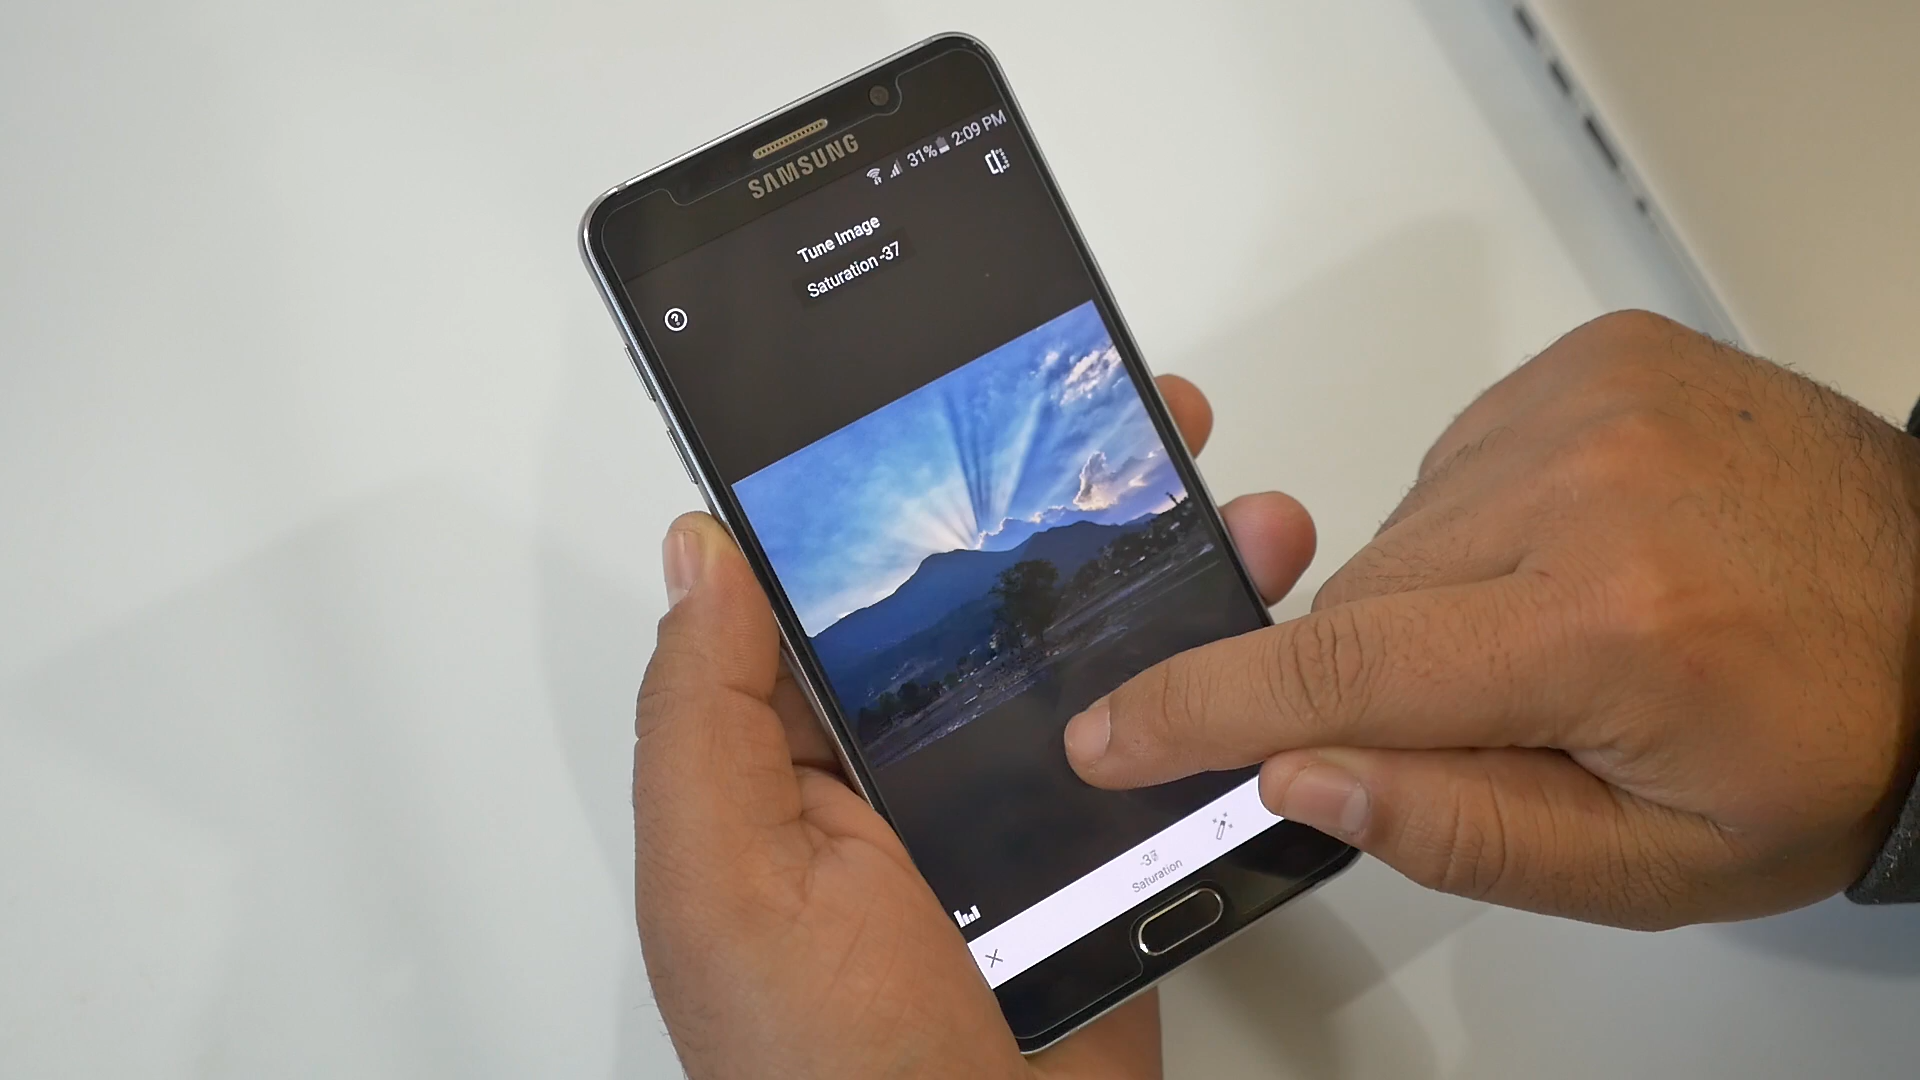 SAMSUNG
31% 2:09 PM
Tune Image
Saturation -37
Saturation